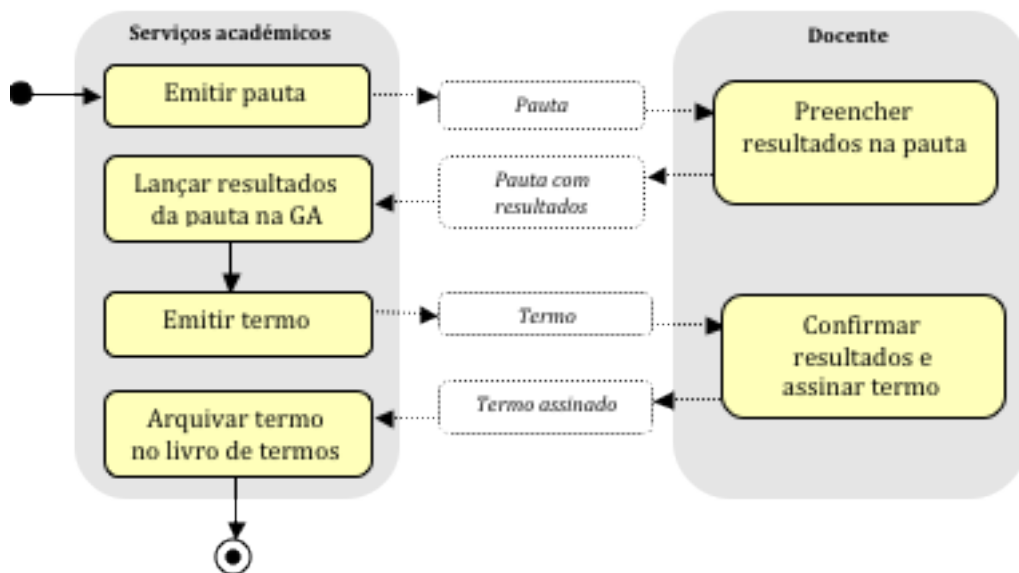 Serviços académicos
Docente
Emitir pauta
Pauta
Preencher
resultados na pauta
Lançar resultados
da pauta na GA
Pauta com
resultados
Emitir termo
Termo
Confirmar
resultados e
assinar termo
Arquivar termo
no livro de termos
Termo assinado